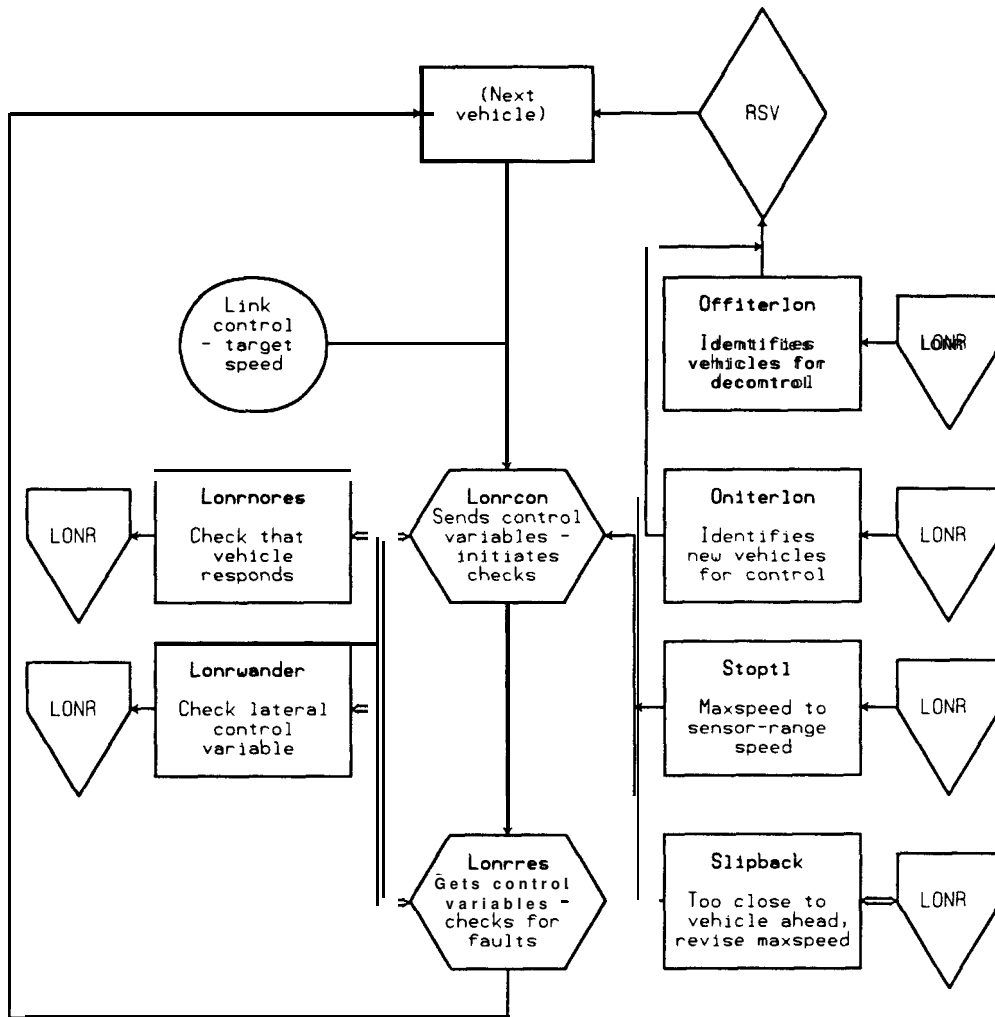 (Next
vehicle)
RSV
Link
control
- target
speed
Offiterlon
Identifies
vehicles for
decontrol
LONR
Lonrnores
Check that
vehicle
responds
LONR
Lonrcon
Sends control
variables -
initiates
checks
Oniterlon
Identifies
new vehicles
for control
LONR
Lonrwander
Check lateral
control
variable
LONR
Stoptl
Maxspeed to
sensor-range
speed
LONR
Lonrres
Gets control
variables -
checks for
faults
Slipback
Too close to
vehicle ahead,
revise maxspeed
LONR